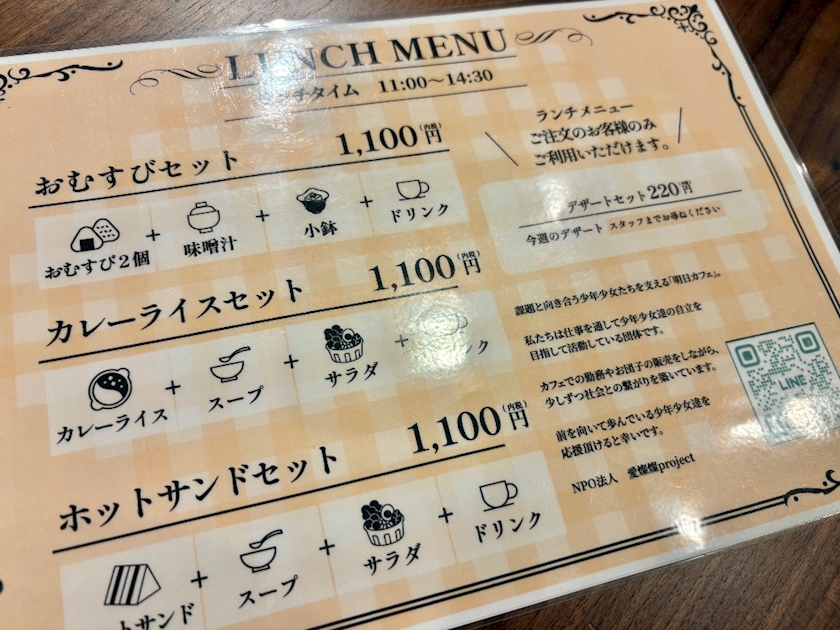 LUNCH MENU
ランチタイム 11:00〜14:30
おむすびセット 1,100円(内税)
おむすび2個 + 味噌汁 + 小鉢 + ドリンク
カレーライスセット 1,100円(内税)
カレーライス + スープ + サラダ + ドリンク
ホットサンドセット 1,100円(内税)
トサンド + スープ + サラダ + ドリンク
ランチメニュー
ご注文のお客様のみ
ご利用いただけます。
デザートセット 220円(内税)
今週のデザート スタッフまでお尋ねください
課題と向き合う少年少女たちを支える「明日カフェ」。
私たちは仕事を通して少年少女達の自立を
目指して活動している団体です。
カフェでの勤務やお団子の販売をしながら、
少しずつ社会との繋がりを築いています。
前を向いて歩んでいる少年少女達を
応援頂けると幸いです。
NPO法人 愛燦燦project
LINE